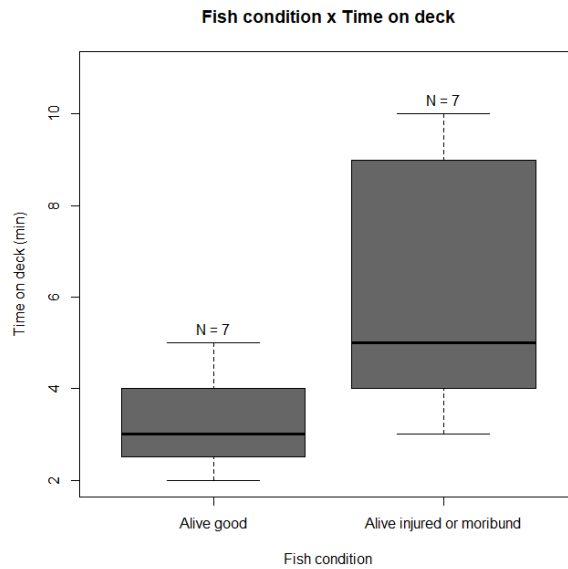 Fish condition x Time on deck
N = 7
10
8
6
4
2
Time on deck (min)
N = 7
Alive good
Alive injured or moribund
Fish condition